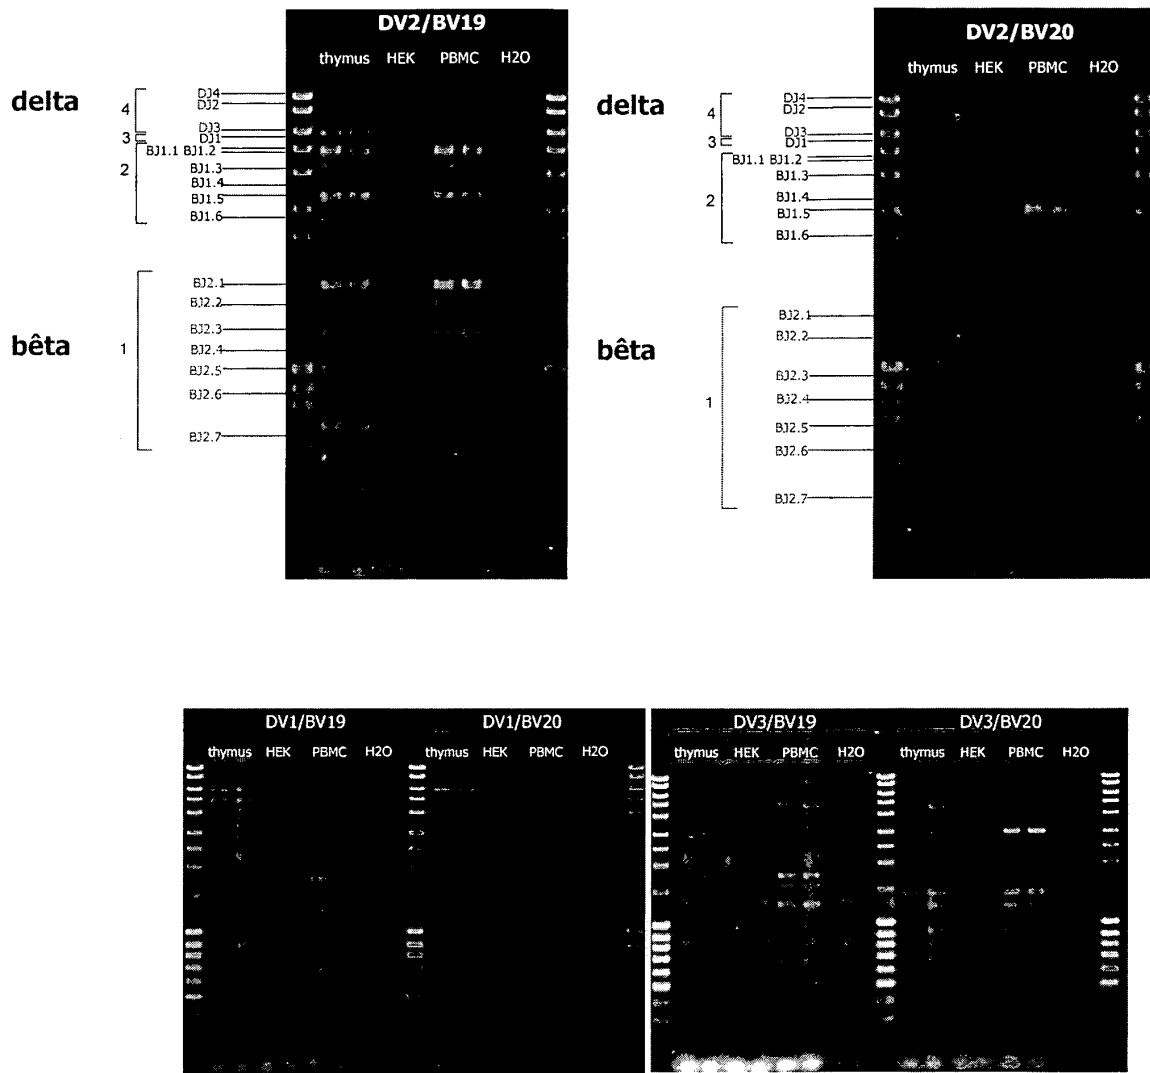 DV2/BV19
thymus HEK PBMC H2O
delta
4
DJ4
DJ2
DJ3
3
DJ1
BJ1.1 BJ1.2
2
BJ1.3
BJ1.4
BJ1.5
BJ1.6
bêta
1
BJ2.1
BJ2.2
BJ2.3
BJ2.4
BJ2.5
BJ2.6
BJ2.7
DV2/BV20
thymus HEK PBMC H2O
delta
4
DJ4
DJ2
DJ3
3
DJ1
BJ1.1 BJ1.2
2
BJ1.3
BJ1.4
BJ1.5
BJ1.6
bêta
1
BJ2.1
BJ2.2
BJ2.3
BJ2.4
BJ2.5
BJ2.6
BJ2.7
DV1/BV19 DV1/BV20
thymus HEK PBMC H2O thymus HEK PBMC H2O
DV3/BV19 DV3/BV20
thymus HEK PBMC H2O thymus HEK PBMC H2O